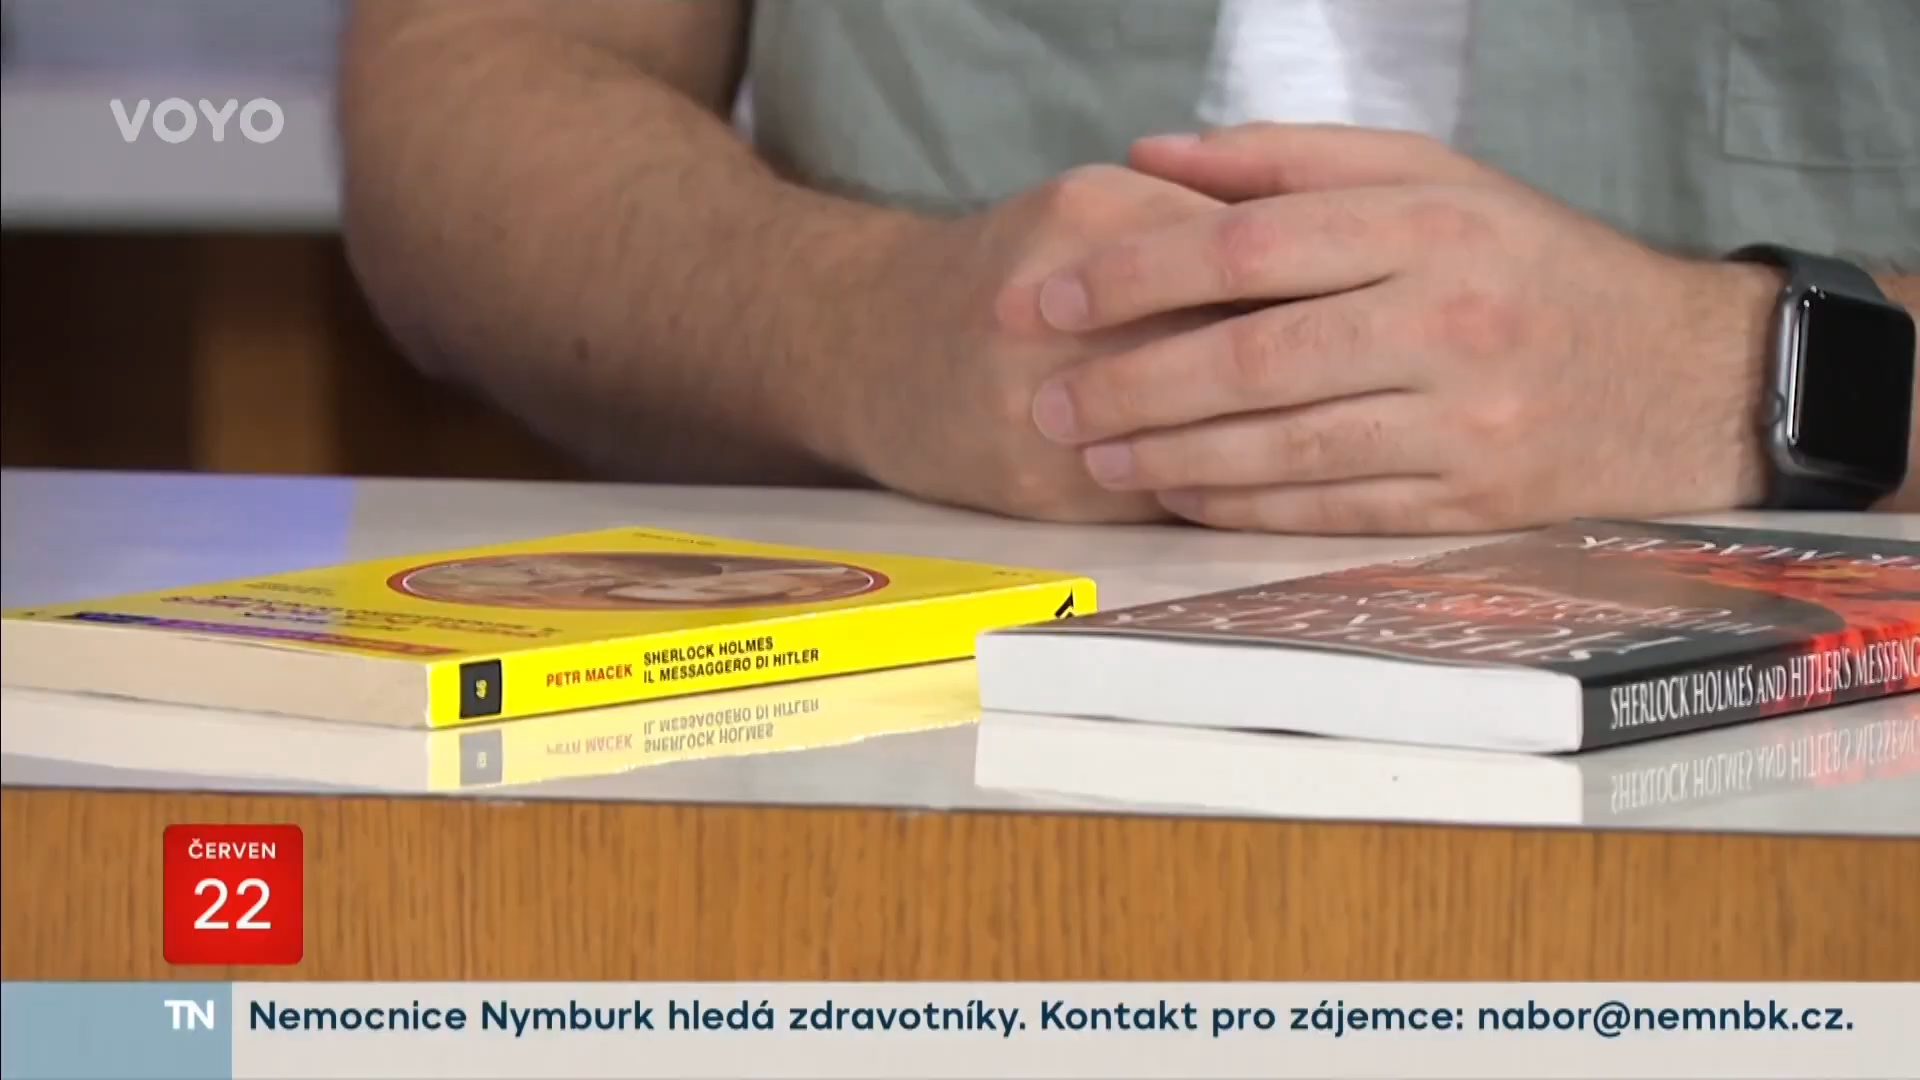 VOYO
PETR MACEK
SHERLOCK HOLMES
IL MESSAGGERO DI HITLER
SHERLOCK HOLMES AND HITLER'S MESSENG
ČERVEN
22
TN
Nemocnice Nymburk hledá zdravotníky. Kontakt pro zájemce: nabor@nemnbk.cz.